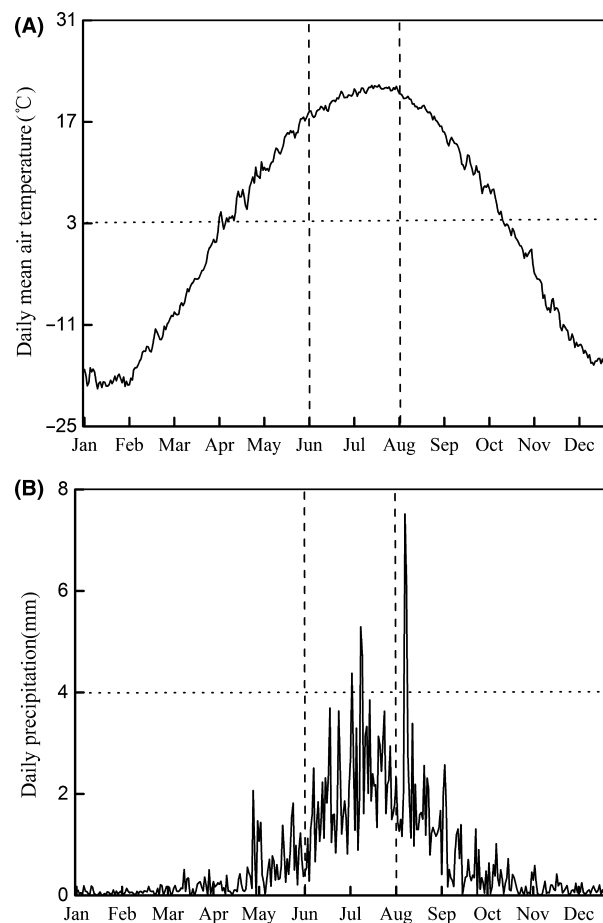 (A)
Daily mean air temperature(℃)
31
17
3
−11
−25
Jan Feb Mar Apr May Jun Jul Aug Sep Oct Nov Dec
(B)
Daily precipitation(mm)
8
6
4
2
0
Jan Feb Mar Apr May Jun Jul Aug Sep Oct Nov Dec